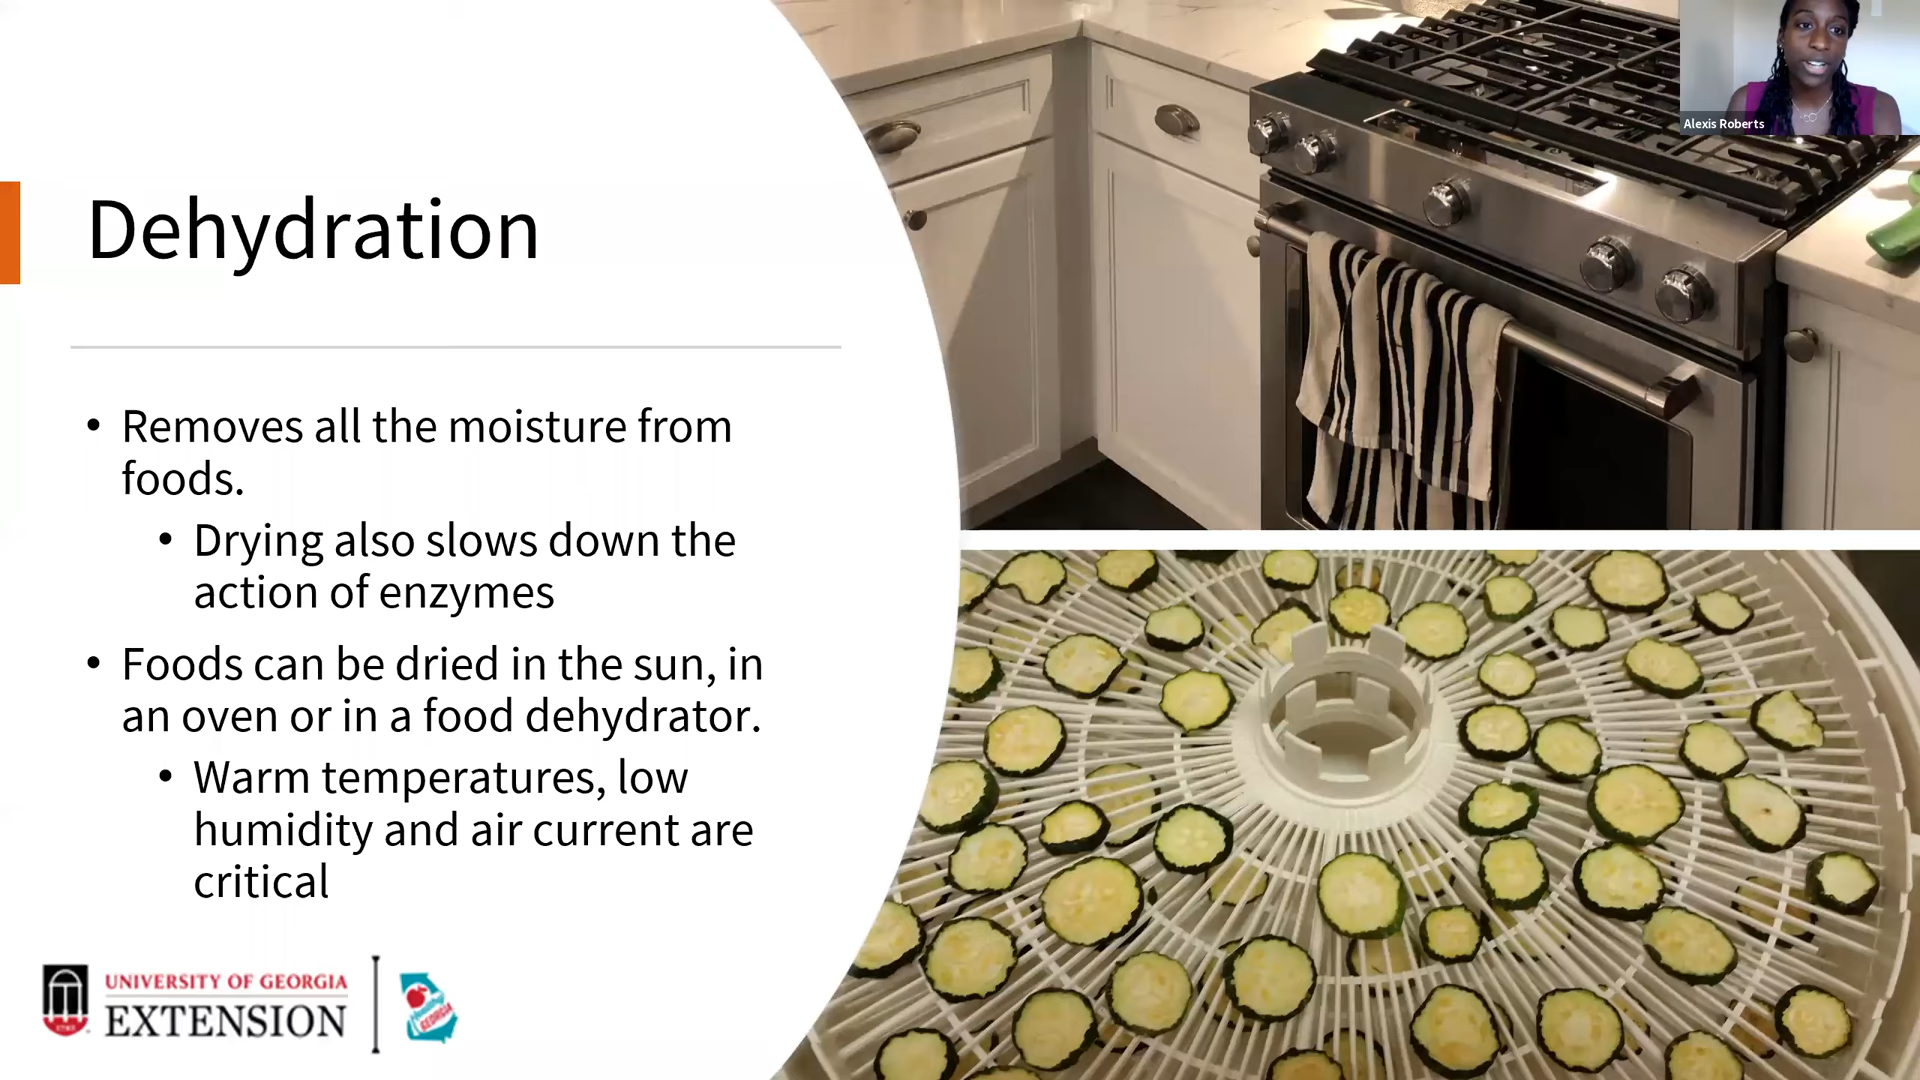 Alexis Roberts
Dehydration
• Removes all the moisture from
foods.
• Drying also slows down the
action of enzymes
• Foods can be dried in the sun, in
an oven or in a food dehydrator.
• Warm temperatures, low
humidity and air current are
critical
UNIVERSITY OF GEORGIA
EXTENSION
GEORGIA